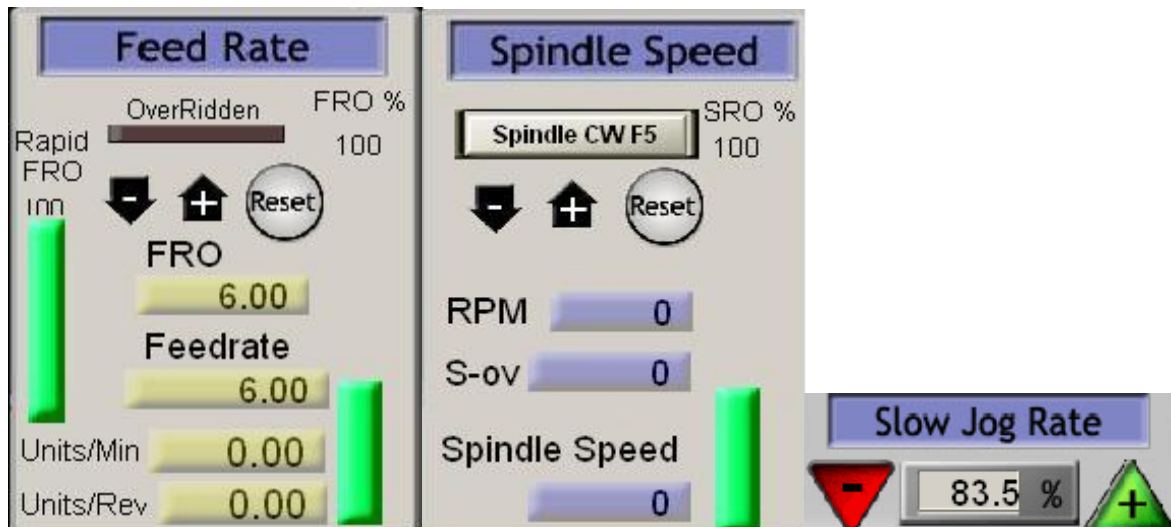 Feed Rate
OverRidden
FRO %
100
Rapid
FRO
100
-
+
Reset
FRO
6.00
Feedrate
6.00
Units/Min 0.00
Units/Rev 0.00
Spindle Speed
Spindle CW F5
SRO %
100
-
+
Reset
RPM 0
S-ov 0
Spindle Speed
0
Slow Jog Rate
- 83.5 % +